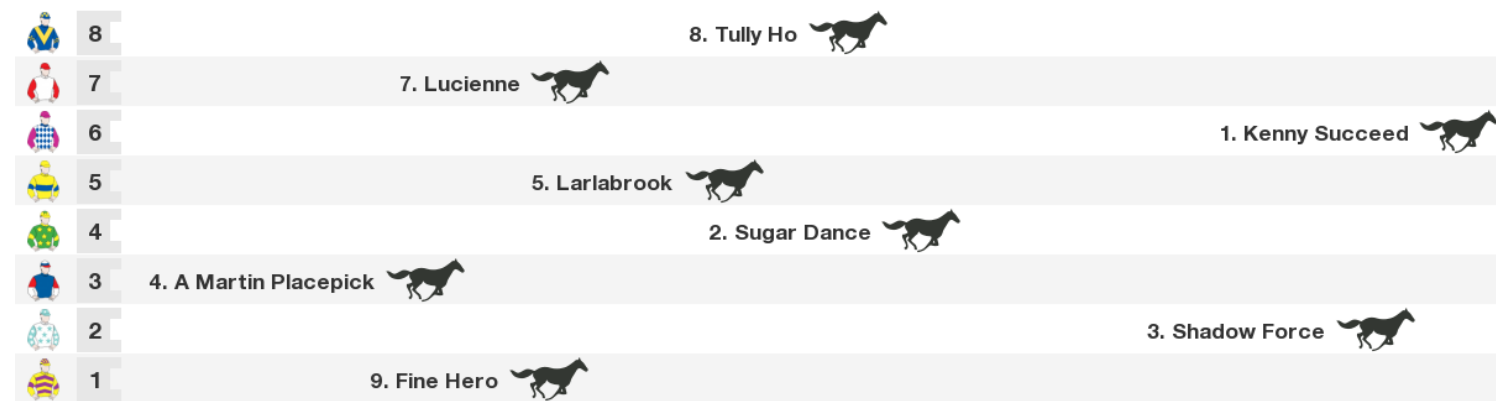 8 8. Tully Ho
7 7. Lucienne
6 1. Kenny Succeed
5 5. Larlabrook
4 2. Sugar Dance
3 4. A Martin Placepick
2 3. Shadow Force
1 9. Fine Hero